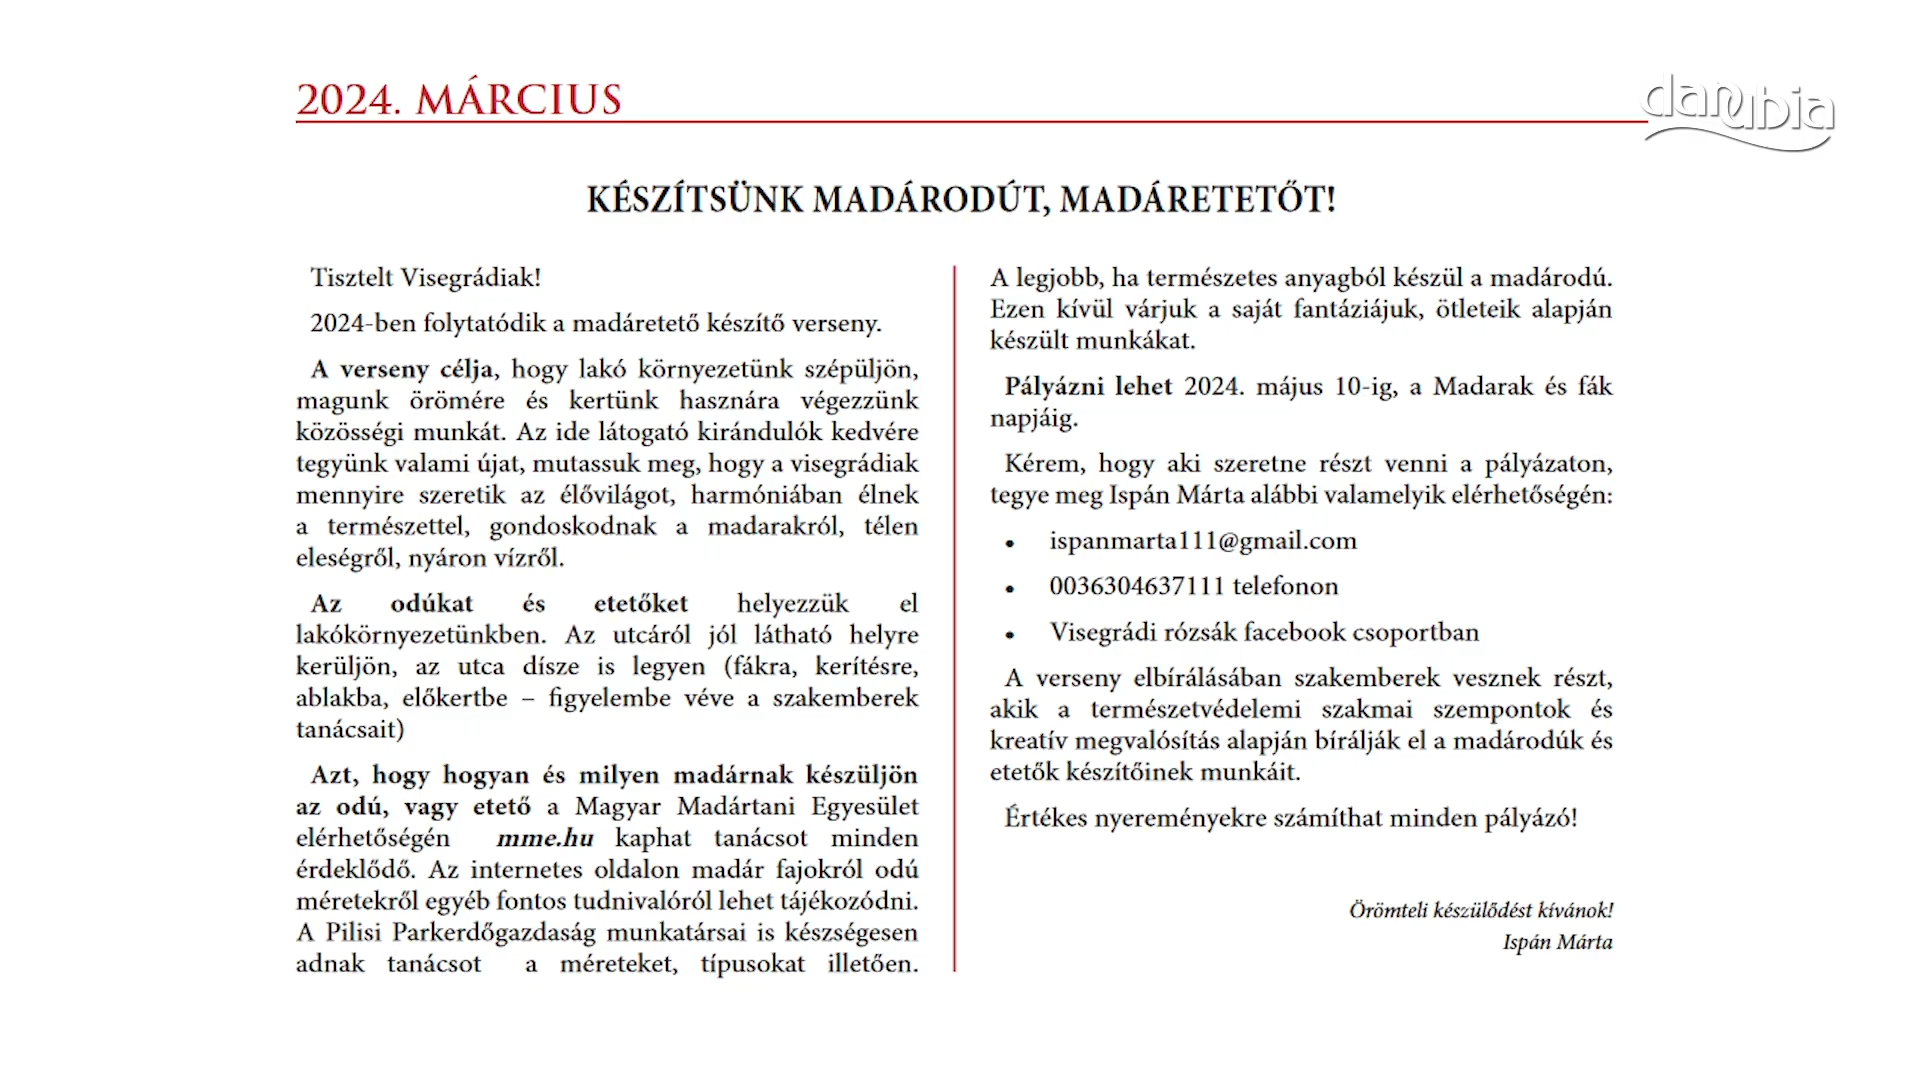 2024. MÁRCIUS
danubia
KÉSZÍTSÜNK MADÁRODÚT, MADÁRETETŐT!
Tisztelt Visegrádiak!
2024-ben folytatódik a madáretető készítő verseny.
A verseny célja, hogy lakó környezetünk szépüljön,
magunk örömére és kertünk hasznára végezzünk
közösségi munkát. Az ide látogató kirándulók kedvére
tegyünk valami újat, mutassuk meg, hogy a visegrádiak
mennyire szeretik az élővilágot, harmóniában élnek
a természettel, gondoskodnak a madarakról, télen
eleségről, nyáron vízről.
Az odúkat és etetőket helyezzük el
lakókörnyezetünkben. Az utcáról jól látható helyre
kerüljön, az utca dísze is legyen (fákra, kerítésre,
ablakba, előkertbe – figyelembe véve a szakemberek
tanácsait)
Azt, hogy hogyan és milyen madárnak készüljön
az odú, vagy etető a Magyar Madártani Egyesület
elérhetőségén mme.hu kaphat tanácsot minden
érdeklődő. Az internetes oldalon madár fajokról odú
méretekről egyéb fontos tudnivalóról lehet tájékozódni.
A Pilisi Parkerdőgazdaság munkatársai is készségesen
adnak tanácsot a méreteket, típusokat illetően.
A legjobb, ha természetes anyagból készül a madárodú.
Ezen kívül várjuk a saját fantáziájuk, ötleteik alapján
készült munkákat.
Pályázni lehet 2024. május 10-ig, a Madarak és fák
napjáig.
Kérem, hogy aki szeretne részt venni a pályázaton,
tegye meg Ispán Márta alábbi valamelyik elérhetőségén:
• ispanmarta111@gmail.com
• 0036304637111 telefonon
• Visegrádi rózsák facebook csoportban
A verseny elbírálásában szakemberek vesznek részt,
akik a természetvédelemi szakmai szempontok és
kreatív megvalósítás alapján bírálják el a madárodúk és
etetők készítőinek munkáit.
Értékes nyereményekre számíthat minden pályázó!
Örömteli készülődést kívánok!
Ispán Márta